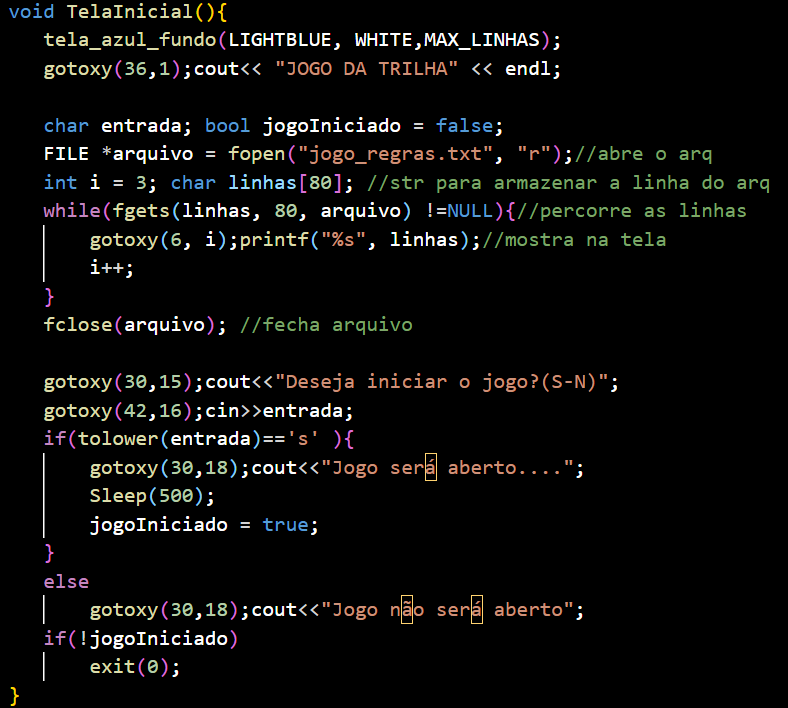 void TelaInicial(){
tela_azul_fundo(LIGHTBLUE, WHITE,MAX_LINHAS);
gotoxy(36,1);cout<< "JOGO DA TRILHA" << endl;
char entrada; bool jogoIniciado = false;
FILE *arquivo = fopen("jogo_regras.txt", "r");//abre o arq
int i = 3; char linhas[80]; //str para armazenar a linha do arq
while(fgets(linhas, 80, arquivo) !=NULL){//percorre as linhas
gotoxy(6, i);printf("%s", linhas);//mostra na tela
i++;
}
fclose(arquivo); //fecha arquivo
gotoxy(30,15);cout<<"Deseja iniciar o jogo?(S-N)";
gotoxy(42,16);cin>>entrada;
if(tolower(entrada)=='s' ){
gotoxy(30,18);cout<<"Jogo será aberto....";
Sleep(500);
jogoIniciado = true;
}
else
gotoxy(30,18);cout<<"Jogo não será aberto";
if(!jogoIniciado)
exit(0);
}